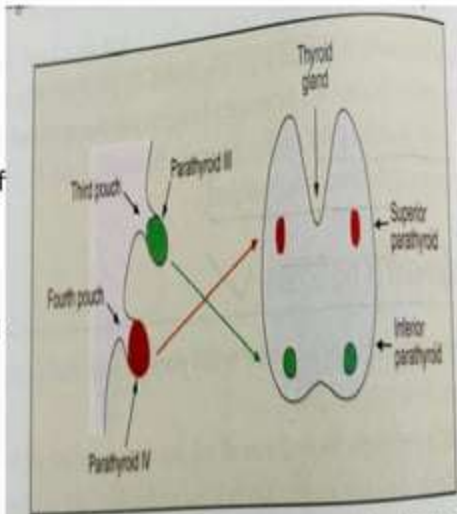 Thyroid
gland
Parathyroid III
Third pouch
Superior
parathyroid
Fourth pouch
Inferior
parathyroid
Parathyroid IV
f